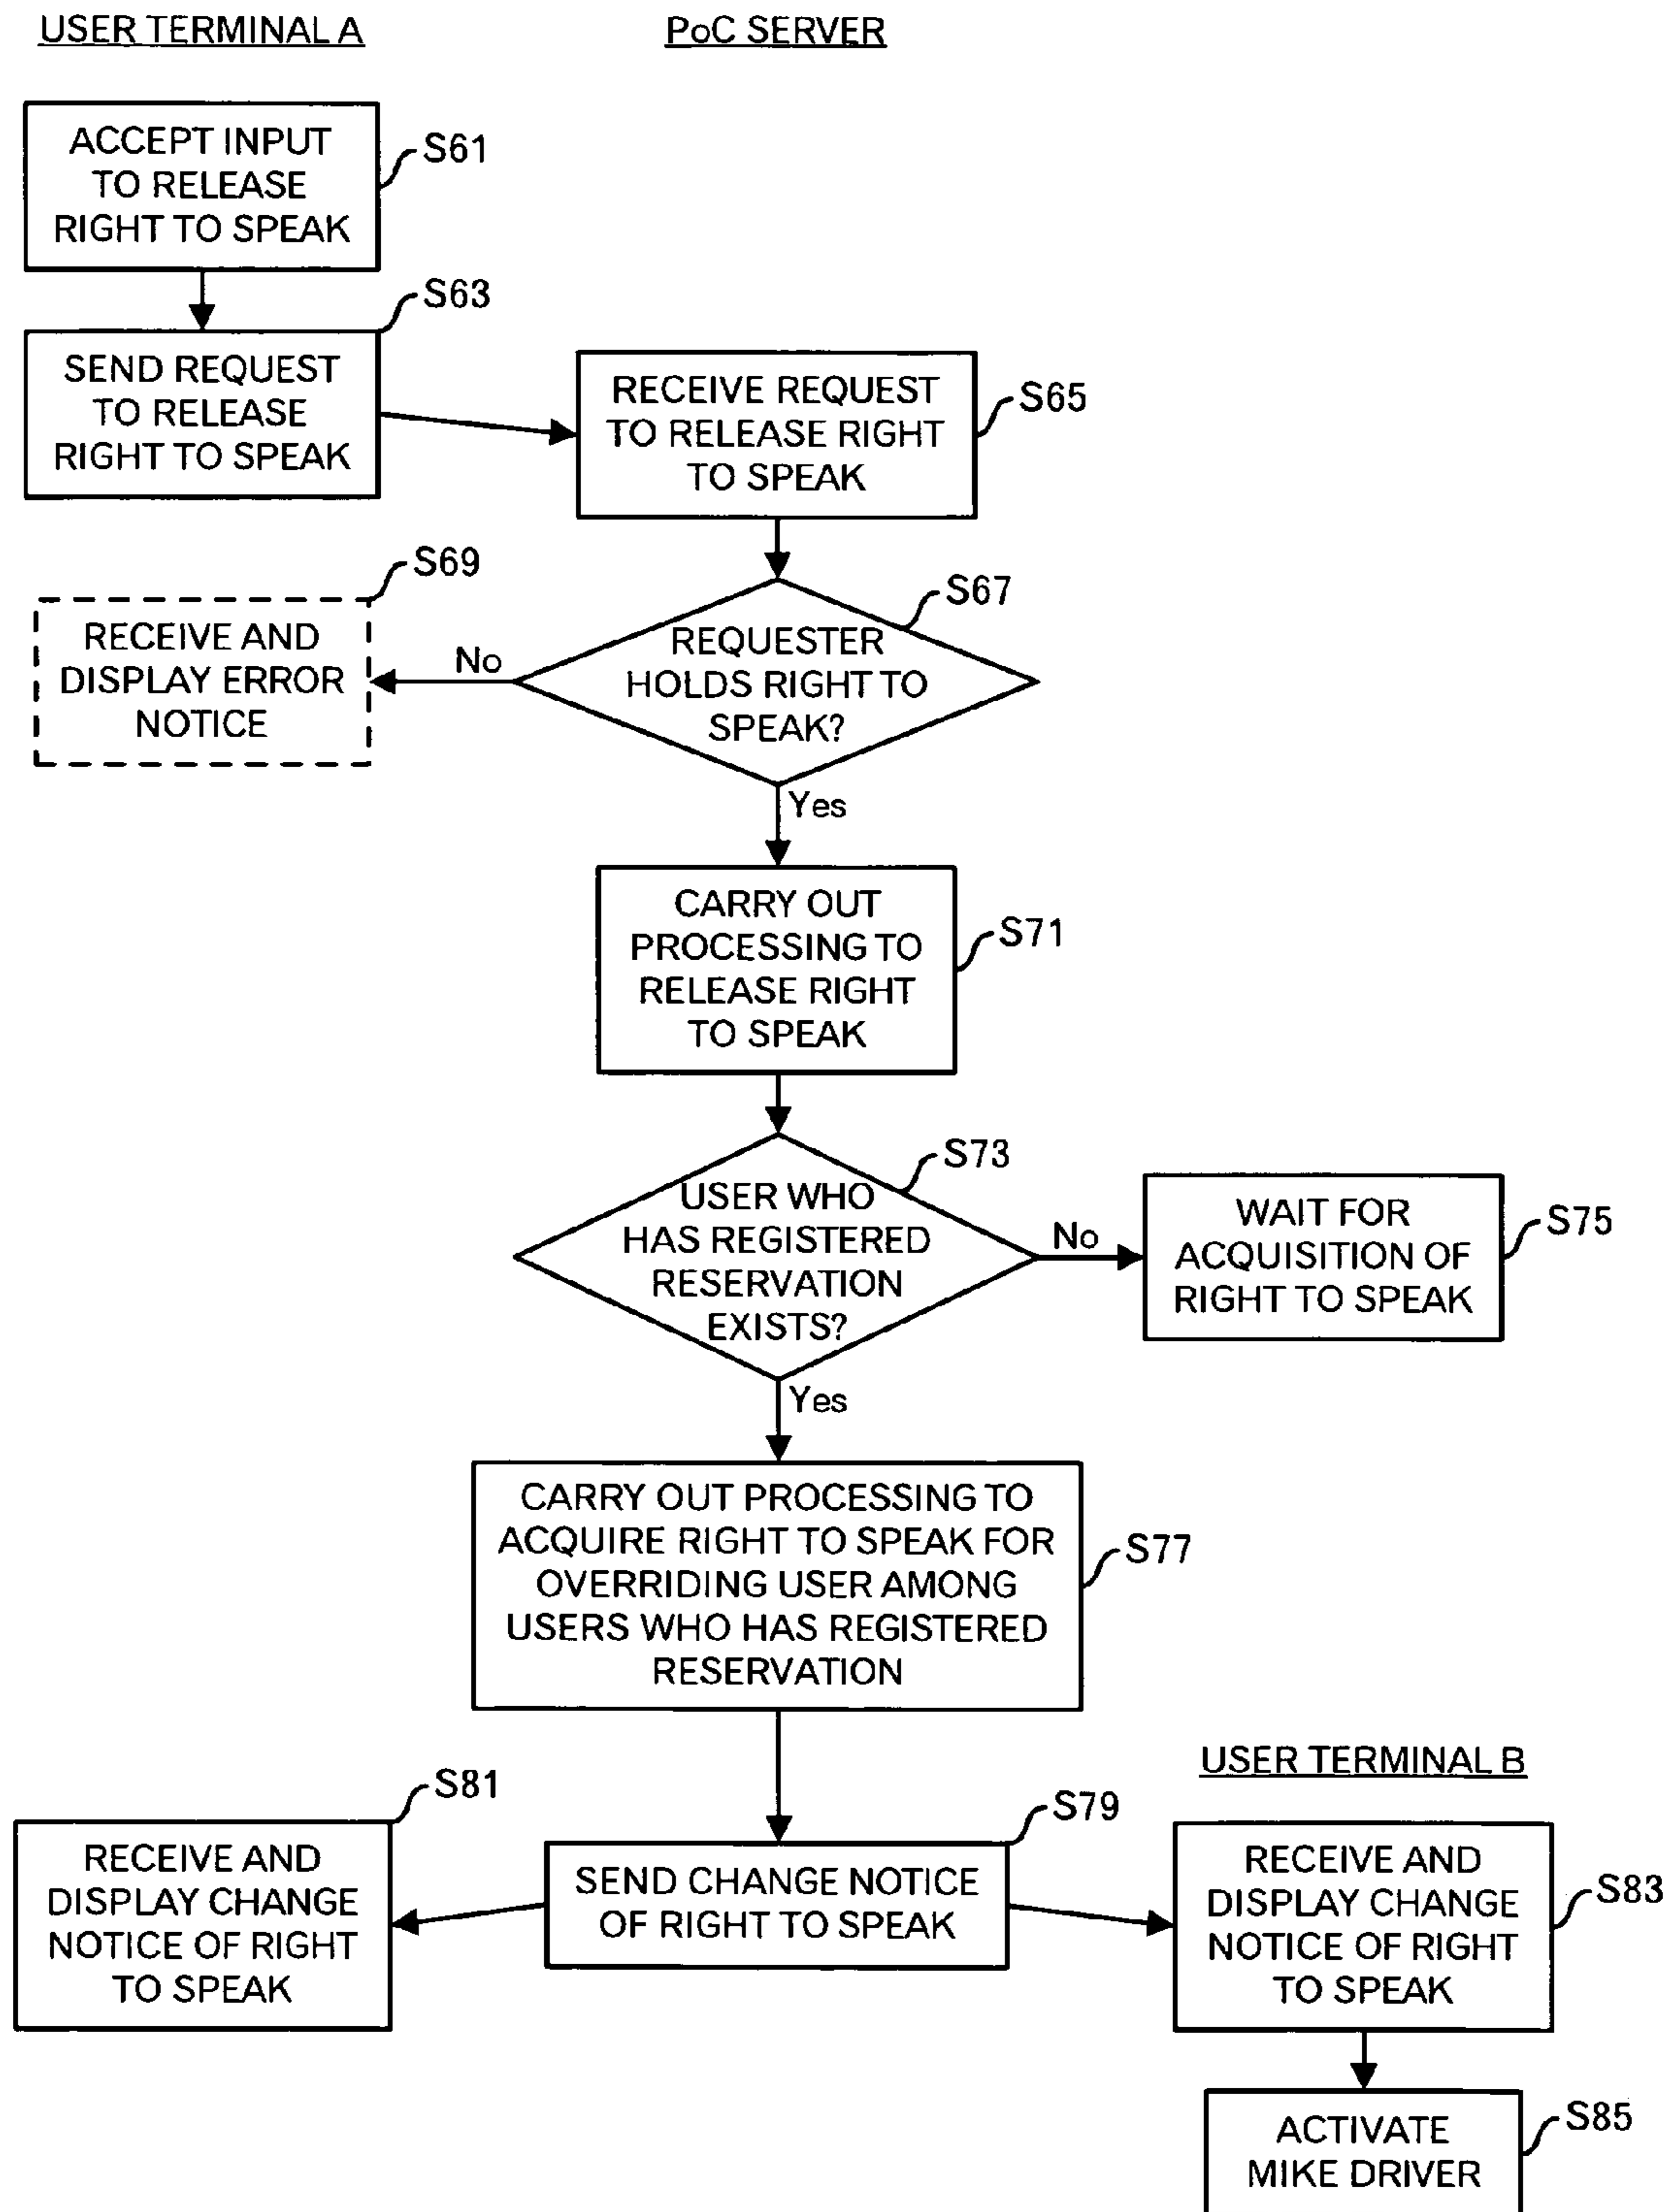 USER TERMINAL A
PoC SERVER
ACCEPT INPUT
TO RELEASE
RIGHT TO SPEAK
S61
S63
SEND REQUEST
TO RELEASE
RIGHT TO SPEAK
RECEIVE REQUEST
TO RELEASE RIGHT
TO SPEAK
S65
S69
RECEIVE AND
DISPLAY ERROR
NOTICE
No
S67
REQUESTER
HOLDS RIGHT TO
SPEAK?
Yes
CARRY OUT
PROCESSING TO
RELEASE RIGHT
TO SPEAK
S71
S73
USER WHO
HAS REGISTERED
RESERVATION
EXISTS?
No
WAIT FOR
ACQUISITION OF
RIGHT TO SPEAK
S75
Yes
CARRY OUT PROCESSING TO
ACQUIRE RIGHT TO SPEAK FOR
OVERRIDING USER AMONG
USERS WHO HAS REGISTERED
RESERVATION
S77
USER TERMINAL B
S81
RECEIVE AND
DISPLAY CHANGE
NOTICE OF RIGHT
TO SPEAK
S79
SEND CHANGE NOTICE
OF RIGHT TO SPEAK
RECEIVE AND
DISPLAY CHANGE
NOTICE OF RIGHT
TO SPEAK
S83
ACTIVATE
MIKE DRIVER
S85